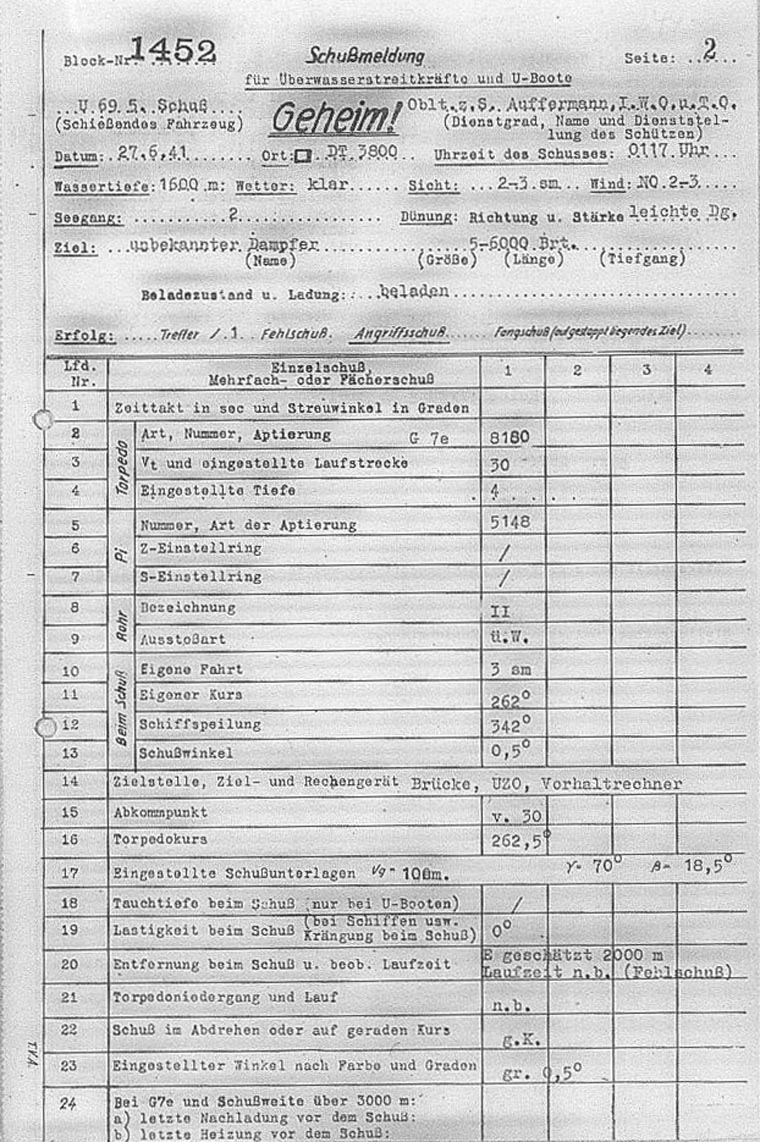 Block-Nr 1452 Schußmeldung Seite: 2
für Überwasserstreitkräfte und U-Boote
U 69 5. Schuß Geheim! Oblt.z.S. Auffermann, I.W.O.u.T.O.
(Schießendes Fahrzeug) (Dienstgrad, Name und Dienststel-
lung des Schützen)
Datum: 27.6.41 Ort: DT 3800 Uhrzeit des Schusses: 0117 Uhr
Wassertiefe: 1600 m: Wetter: klar Sicht: 2-3 sm Wind: NO.2-3
Seegang: 2 Dünung: Richtung u. Stärke leichte Dg.
Ziel: unbekannter Dampfer 5-6000 Brt.
(Name) (Größe) (Länge) (Tiefgang)
Beladezustand u. Ladung: beladen
Erfolg: Treffer / 1 Fehlschuß. Angriffsschuß Fangschuß (auf gestoppt liegendes Ziel)
Lfd. Nr. Einzelschuß, Mehrfach- oder Fächerschuß 1 2 3 4
1 Zeittakt in sec und Streuwinkel in Graden
Torpedo
2 Art, Nummer, Aptierung G 7e 8180
3 Vt und eingestellte Laufstrecke 30
4 Eingestellte Tiefe 4
Pi
5 Nummer, Art der Aptierung 5148
6 Z-Einstellring /
7 S-Einstellring /
Rohr
8 Bezeichnung II
9 Ausstoßart ü.W.
Beim Schuß
10 Eigene Fahrt 3 sm
11 Eigener Kurs 262°
12 Schiffspeilung 342°
13 Schußwinkel 0,5°
14 Zielstelle, Ziel- und Rechengerät Brücke, UZO, Vorhaltrechner
15 Abkommpunkt v. 30
16 Torpedokurs 262,5°
17 Eingestellte Schußunterlagen Vg = 10sm. γ= 70° β= 18,5°
18 Tauchtiefe beim Schuß (nur bei U-Booten) /
19 Lastigkeit beim Schuß (bei Schiffen usw. Krängung beim Schuß) 0°
20 Entfernung beim Schuß u. beob. Laufzeit E geschätzt 2000 m
Laufzeit n.b. (Fehlschuß)
21 Torpedoniedergang und Lauf n.b.
22 Schuß im Abdrehen oder auf geraden Kurs g.K.
23 Eingestellter Winkel nach Farbe und Graden gr. 0,5°
T.V.A.
24 Bei G7e und Schußweite über 3000 m:
a) letzte Nachladung vor dem Schuß:
b) letzte Heizung vor dem Schuß: